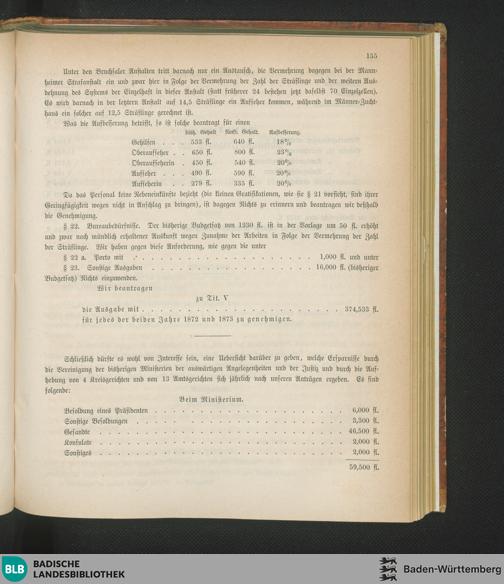 155
Unter den Bruchsaler Anstalten tritt darnach nur ein Austausch, die Vermehrung dagegen bei der Mann-
heimer Strafanstalt ein und zwar hier in Folge der Vermehrung der Zahl der Sträflinge und der weitern Aus-
dehnung des Systems der Einzelhaft in dieser Anstalt (statt früherer 24 bestehen jetzt daselbst 70 Einzelzellen).
Es wird darnach in der letztern Anstalt auf 14,5 Sträflinge ein Aufseher kommen, während im Männer-Zucht-
haus ein solcher auf 12,5 Sträflinge gerechnet ist.
Was die Aufbesserung betrifft, so ist solche beantragt für einen
bish. Gehalt Neft. Gehalt. Aufbesserung.
Gehilfen . . . 533 fl. 640 fl. 18%
Oberaufseher . . 650 fl. 800 fl. 23%
Oberaufseherin . 450 fl. 540 fl. 20%
Aufseher . . . 490 fl. 590 fl. 20%
Aufseherin . . 279 fl. 335 fl. 20%
Da das Personal keine Nebeneinkünfte bezieht (die kleinen Gratifikationen, wie sie § 21 vorsieht, sind ihrer
Geringfügigkeit wegen nicht in Anschlag zu bringen), ist dagegen Nichts zu erinnern und beantragen wir deßhalb
die Genehmigung.
§ 22. Bureaubedürfnisse. Der bisherige Budgetsatz von 1230 fl. ist in der Vorlage um 50 fl. erhöht
und zwar nach mündlich erhaltener Auskunft wegen Zunahme der Arbeiten in Folge der Vermehrung der Zahl
der Sträflinge. Wir haben gegen diese Anforderung, wie gegen die unter
§ 22 a. Porto mit . . . . . . . . . . . . . . . . . . . . 1,000 fl. und unter
§ 23. Sonstige Ausgaben . . . . . . . . . . . . . . . . . 16,000 fl. (bisheriger
Budgetsatz) Nichts einzuwenden.
Wir beantragen
zu Tit. V
die Ausgabe mit . . . . . . . . . . . . . . . . . . . . 374,533 fl.
für jedes der beiden Jahre 1872 und 1873 zu genehmigen.
Schließlich dürfte es wohl von Interesse sein, eine Uebersicht darüber zu geben, welche Ersparnisse durch
die Vereinigung der bisherigen Ministerien der auswärtigen Angelegenheiten und der Justiz und durch die Auf-
hebung von 4 Kreisgerichten und von 13 Amtsgerichten sich jährlich nach unseren Anträgen ergeben. Es sind
folgende:
Beim Ministerium.
Besoldung eines Präsidenten . . . . . . . . . . . . . . . . 6,000 fl.
Sonstige Besoldungen . . . . . . . . . . . . . . . . . . 3,500 fl.
Gesandte . . . . . . . . . . . . . . . . . . . . . 46,500 fl.
Konsulate . . . . . . . . . . . . . . . . . . . . . 2,000 fl.
Sonstiges . . . . . . . . . . . . . . . . . . . . . 2,000 fl.
59,500 fl.
BLB BADISCHE
LANDESBIBLIOTHEK
Baden-Württemberg